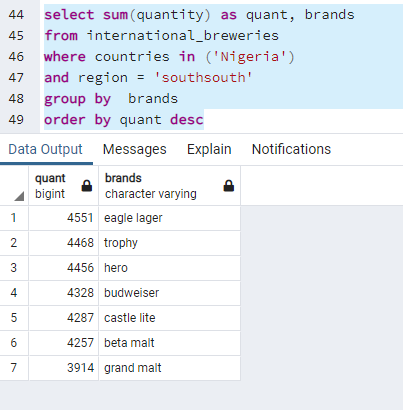 44 select sum(quantity) as quant, brands
45 from international_breweries
46 where countries in ('Nigeria')
47 and region = 'southsouth'
48 group by  brands
49 order by quant desc
Data Output Messages Explain Notifications
quant brands
bigint character varying
1 4551 eagle lager
2 4468 trophy
3 4456 hero
4 4328 budweiser
5 4287 castle lite
6 4257 beta malt
7 3914 grand malt